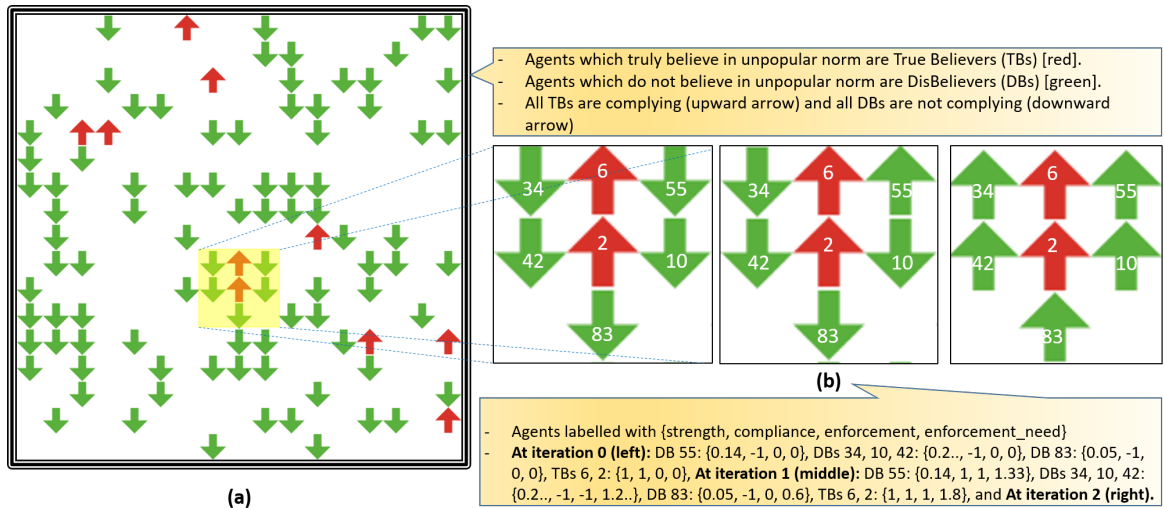 - Agents which truly believe in unpopular norm are True Believers (TBs) [red].
- Agents which do not believe in unpopular norm are DisBelievers (DBs) [green].
- All TBs are complying (upward arrow) and all DBs are not complying (downward
arrow)
34 6 55
42 2 10
83
34 6 55
42 2 10
83
34 6 55
42 2 10
83
(b)
- Agents labelled with {strength, compliance, enforcement, enforcement_need}
- At iteration 0 (left): DB 55: {0.14, -1, 0, 0}, DBs 34, 10, 42: {0.2.., -1, 0, 0}, DB 83: {0.05, -1,
0, 0}, TBs 6, 2: {1, 1, 0, 0}, At iteration 1 (middle): DB 55: {0.14, 1, 1, 1.33}, DBs 34, 10, 42:
{0.2.., -1, -1, 1.2..}, DB 83: {0.05, -1, 0, 0.6}, TBs 6, 2: {1, 1, 1, 1.8}, and At iteration 2 (right).
(a)